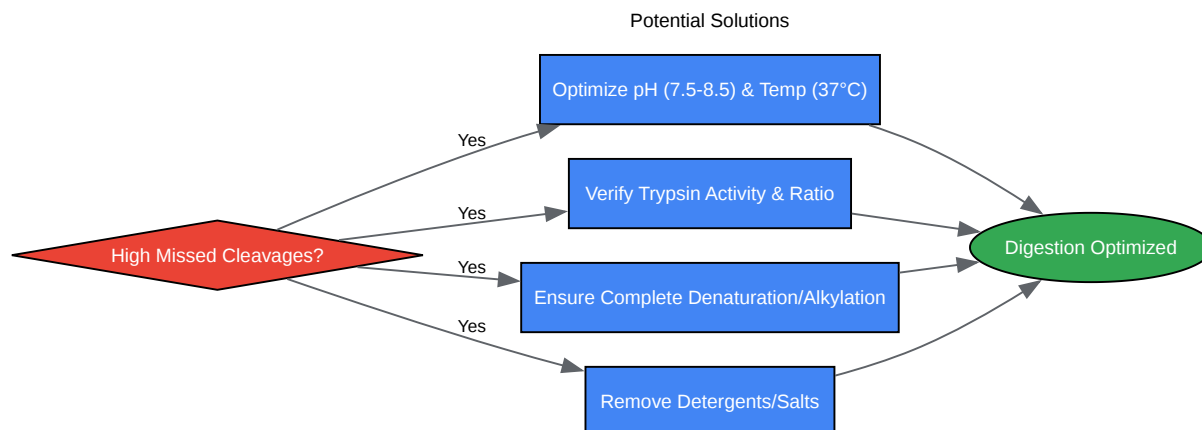 Potential Solutions
Optimize pH (7.5-8.5) & Temp (37°C)
Yes
Verify Trypsin Activity & Ratio
Yes
High Missed Cleavages?
Digestion Optimized
Yes
Ensure Complete Denaturation/Alkylation
Yes
Remove Detergents/Salts